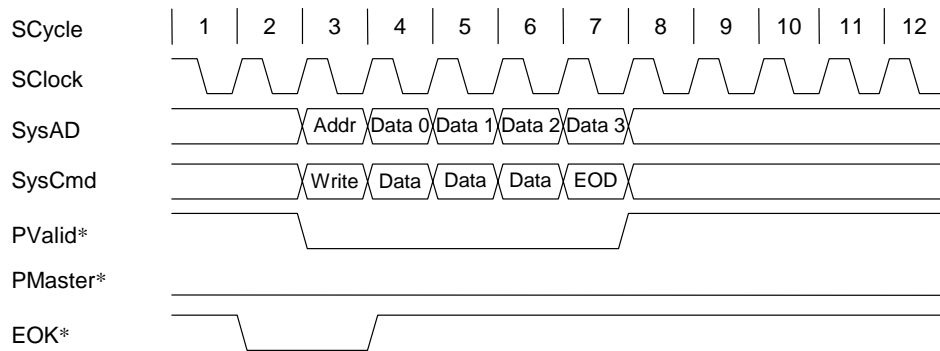 SCycle 1 2 3 4 5 6 7 8 9 10 11 12
SClock
SysAD Addr Data 0 Data 1 Data 2 Data 3
SysCmd Write Data Data Data EOD
PValid*
PMaster*
EOK*